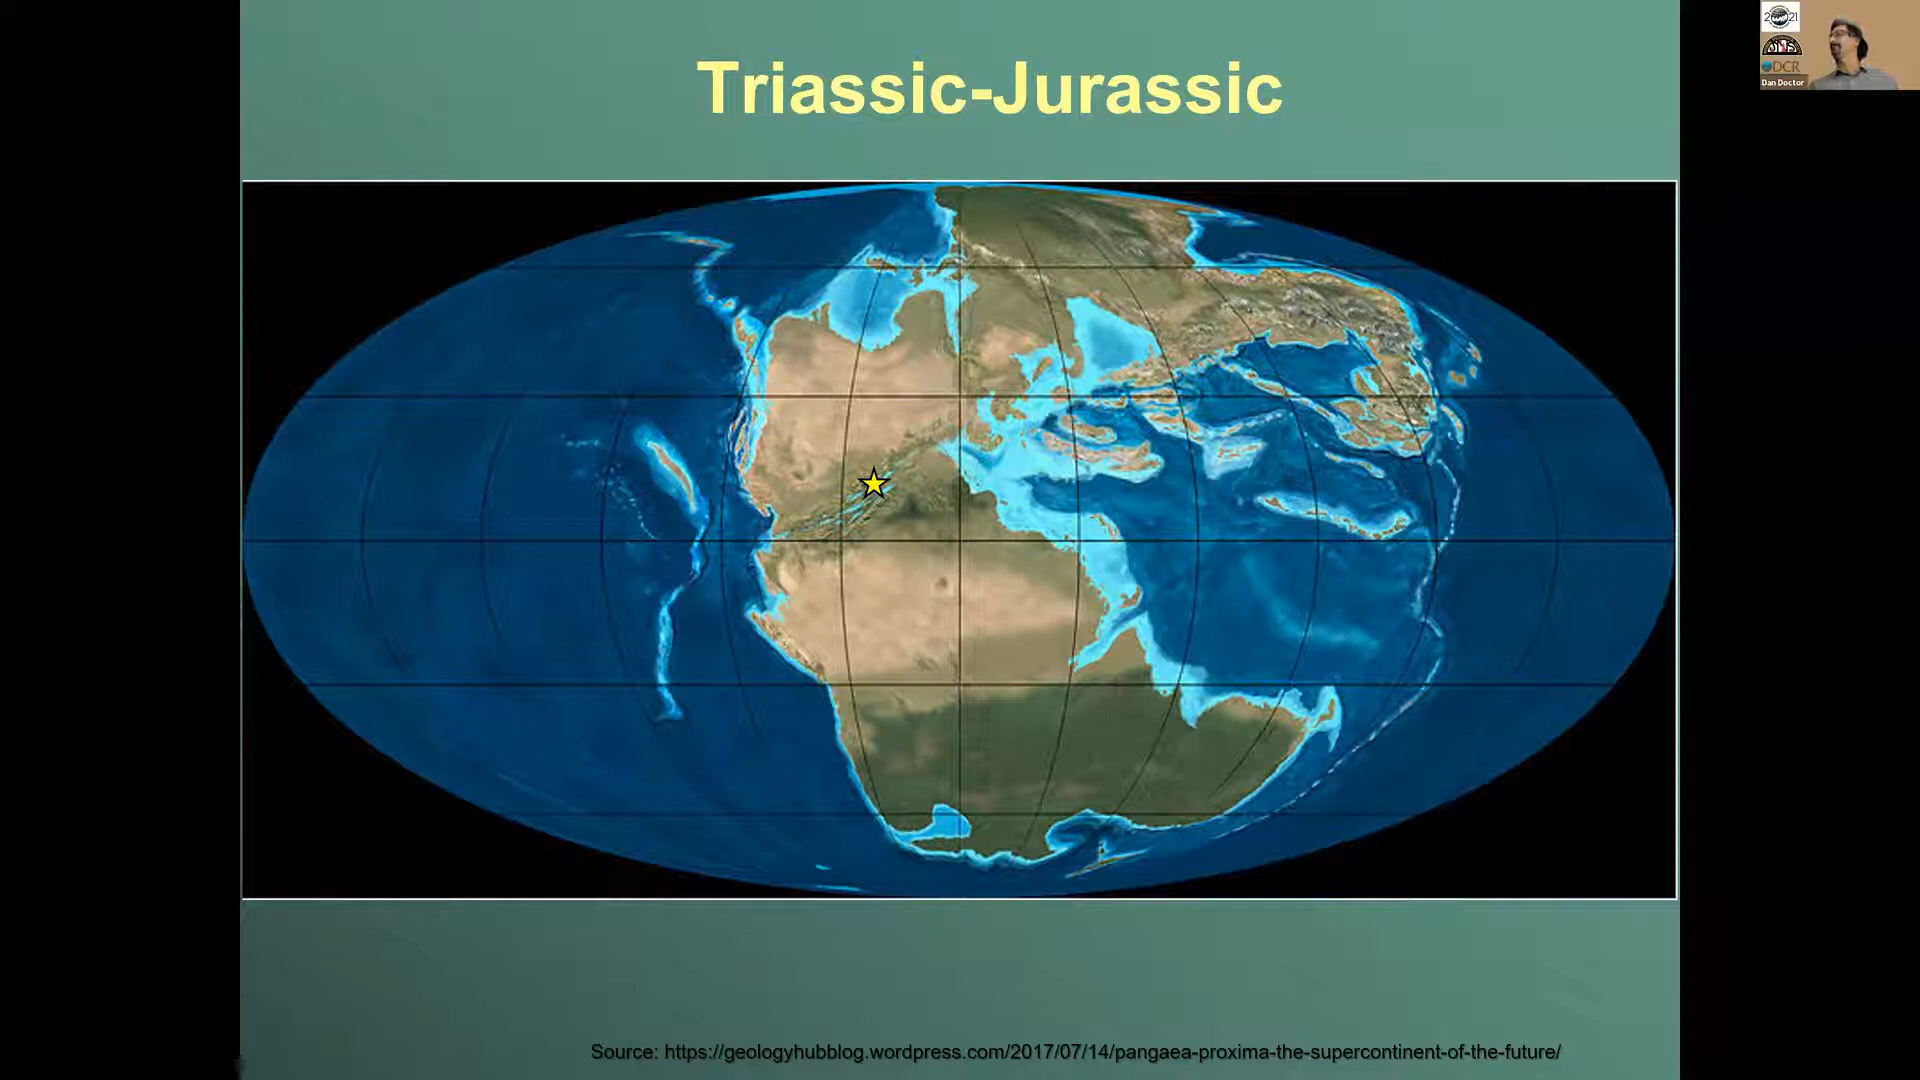 Triassic-Jurassic
2021
DCR
Dan Doctor
Source: https://geologyhubblog.wordpress.com/2017/07/14/pangaea-proxima-the-supercontinent-of-the-future/